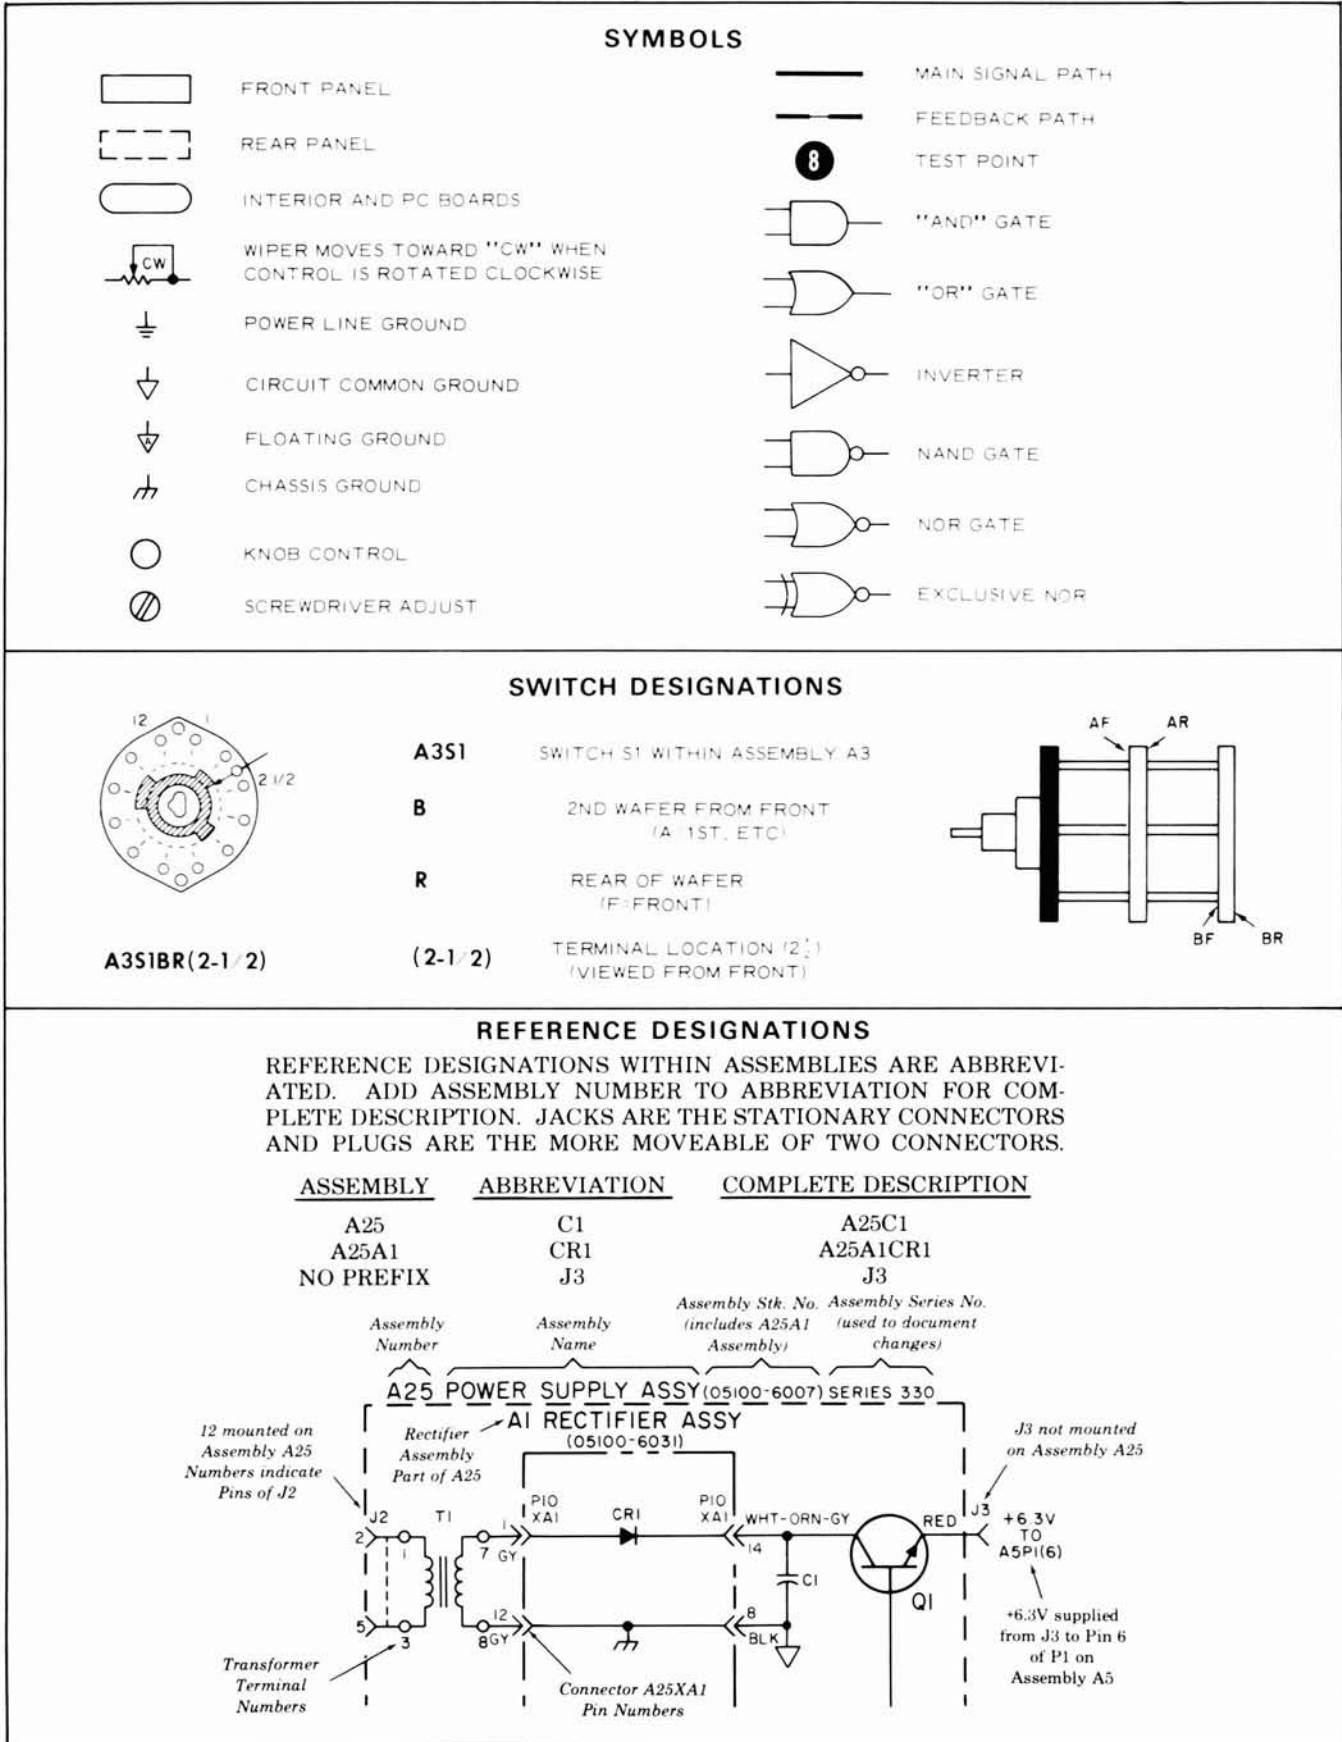 SYMBOLS
FRONT PANEL
REAR PANEL
INTERIOR AND PC BOARDS
CW
WIPER MOVES TOWARD "CW" WHEN
CONTROL IS ROTATED CLOCKWISE
POWER LINE GROUND
CIRCUIT COMMON GROUND
A
FLOATING GROUND
CHASSIS GROUND
KNOB CONTROL
SCREWDRIVER ADJUST
MAIN SIGNAL PATH
FEEDBACK PATH
8
TEST POINT
"AND" GATE
"OR" GATE
INVERTER
NAND GATE
NOR GATE
EXCLUSIVE NOR
SWITCH DESIGNATIONS
12
1
2 1/2
A3S1BR(2-1/2)
A3S1 SWITCH S1 WITHIN ASSEMBLY A3
B 2ND WAFER FROM FRONT
(A=1ST, ETC)
R REAR OF WAFER
(F=FRONT)
(2-1/2) TERMINAL LOCATION (2½)
(VIEWED FROM FRONT)
AF AR
BF BR
REFERENCE DESIGNATIONS
REFERENCE DESIGNATIONS WITHIN ASSEMBLIES ARE ABBREVI-
ATED. ADD ASSEMBLY NUMBER TO ABBREVIATION FOR COM-
PLETE DESCRIPTION. JACKS ARE THE STATIONARY CONNECTORS
AND PLUGS ARE THE MORE MOVEABLE OF TWO CONNECTORS.
ASSEMBLY ABBREVIATION COMPLETE DESCRIPTION
A25 C1 A25C1
A25A1 CR1 A25A1CR1
NO PREFIX J3 J3
Assembly
Number
Assembly
Name
Assembly Stk. No.
(includes A25A1
Assembly)
Assembly Series No.
(used to document
changes)
A25 POWER SUPPLY ASSY (05100-6007) SERIES 330
A1 RECTIFIER ASSY
(05100-6031)
12 mounted on
Assembly A25
Numbers indicate
Pins of J2
Rectifier
Assembly
Part of A25
J3 not mounted
on Assembly A25
J2
2
1
T1
1
7
GY
P10
XA1
CR1
P10
XA1
WHT-ORN-GY
14
C1
Q1
RED
J3
+6.3V
TO
A5P1(6)
5
3
12
8
GY
8
BLK
Transformer
Terminal
Numbers
Connector A25XA1
Pin Numbers
+6.3V supplied
from J3 to Pin 6
of P1 on
Assembly A5